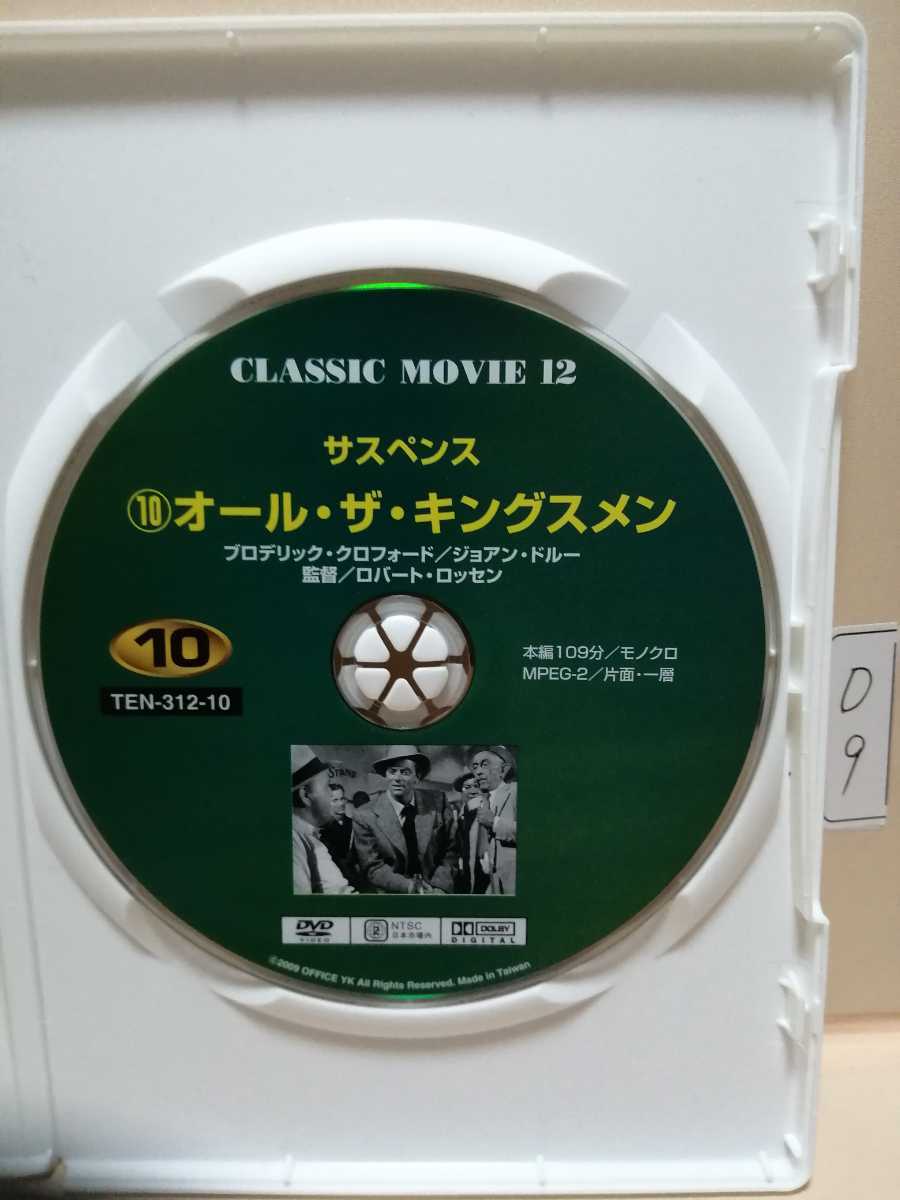 CLASSIC MOVIE 12
サスペンス
⑩オール・ザ・キングスメン
ブロデリック・クロフォード／ジョアン・ドルー
監督／ロバート・ロッセン
10
TEN-312-10
本編109分／モノクロ
MPEG-2／片面・一層
STAND
DVD
VIDEO
2
NTSC
日本市場向
DOLBY
DIGITAL
©2009 OFFICE YK All Rights Reserved. Made in Taiwan
D
9